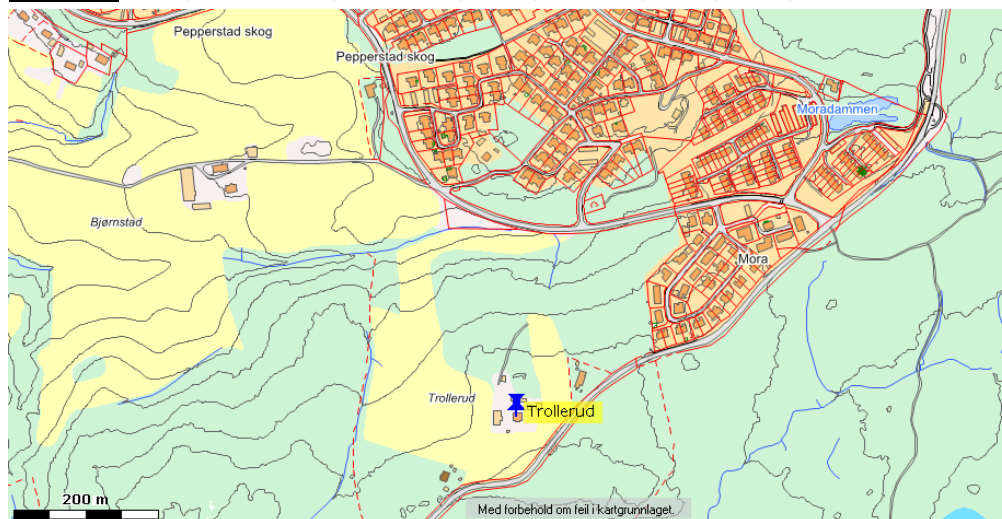 Pepperstad skog
Pepperstad skog
Moradammen
Bjørnstad
Mora
Trollerud
Trollerud
200 m
Med forbehold om feil i kartgrunnlaget.